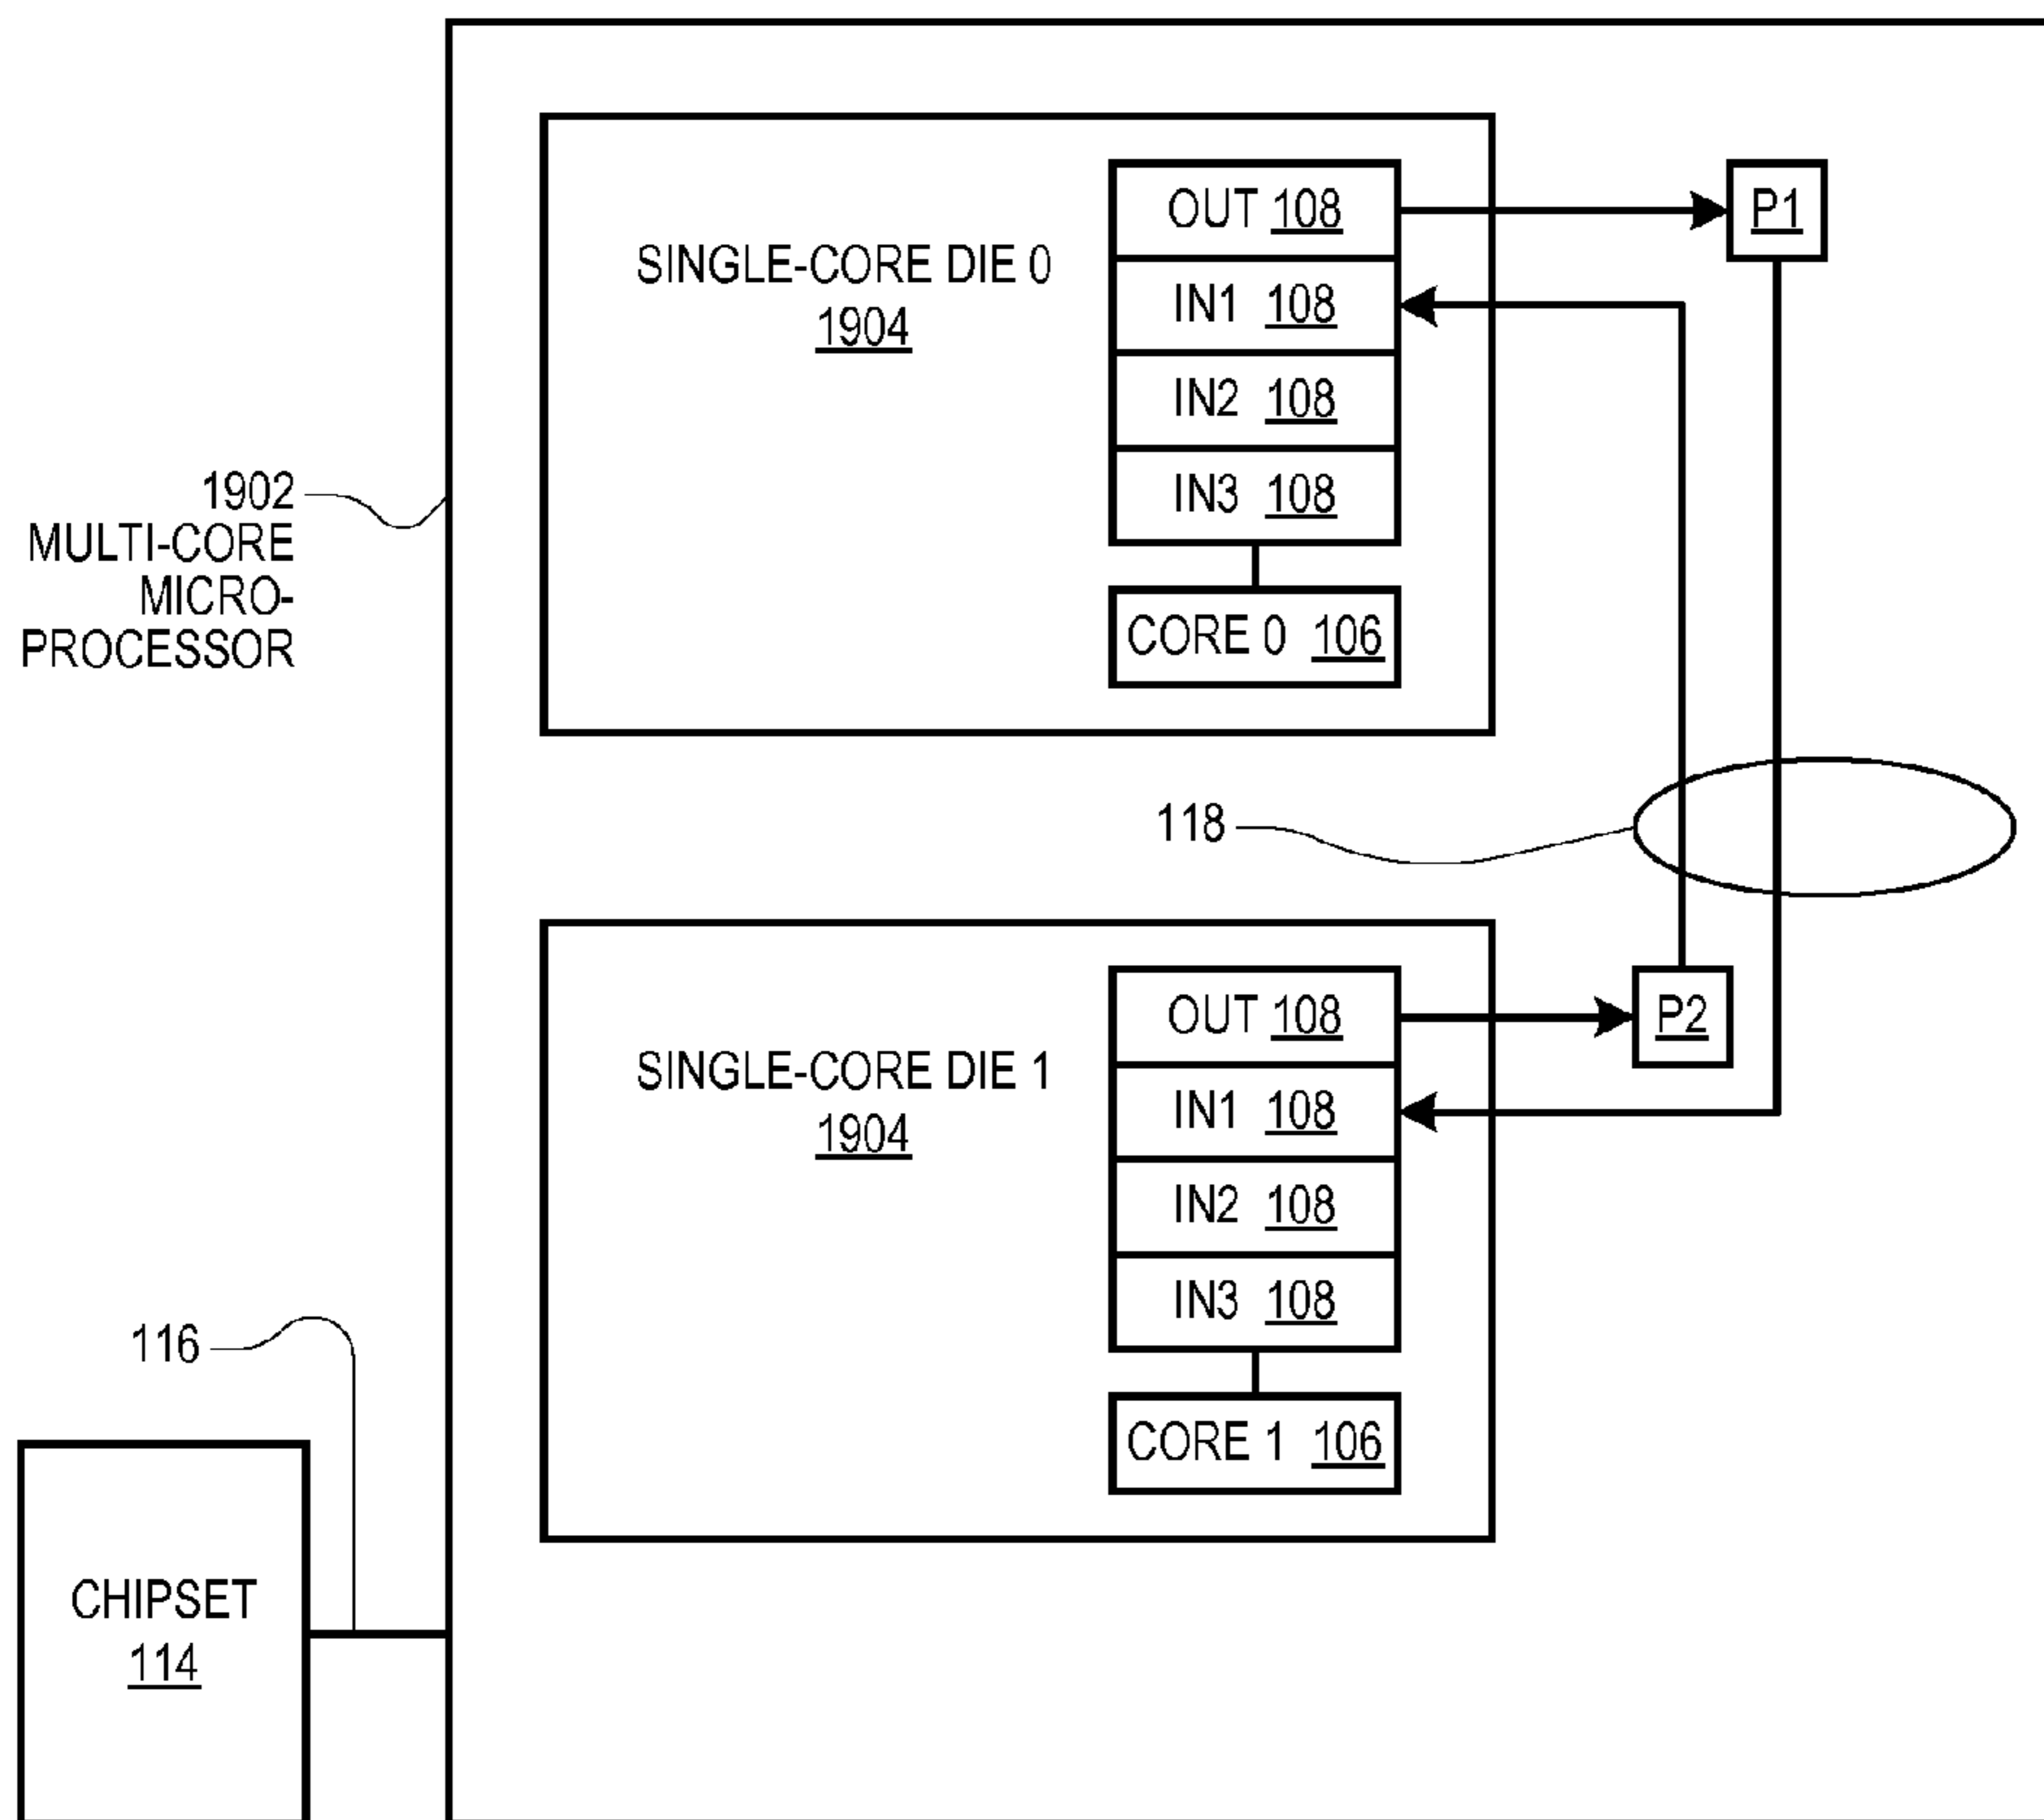 SINGLE-CORE DIE 0
1904
OUT 108
IN1 108
IN2 108
IN3 108
CORE 0 106
P1
1902
MULTI-CORE
MICRO-
PROCESSOR
118
SINGLE-CORE DIE 1
1904
OUT 108
IN1 108
IN2 108
IN3 108
CORE 1 106
P2
116
CHIPSET
114